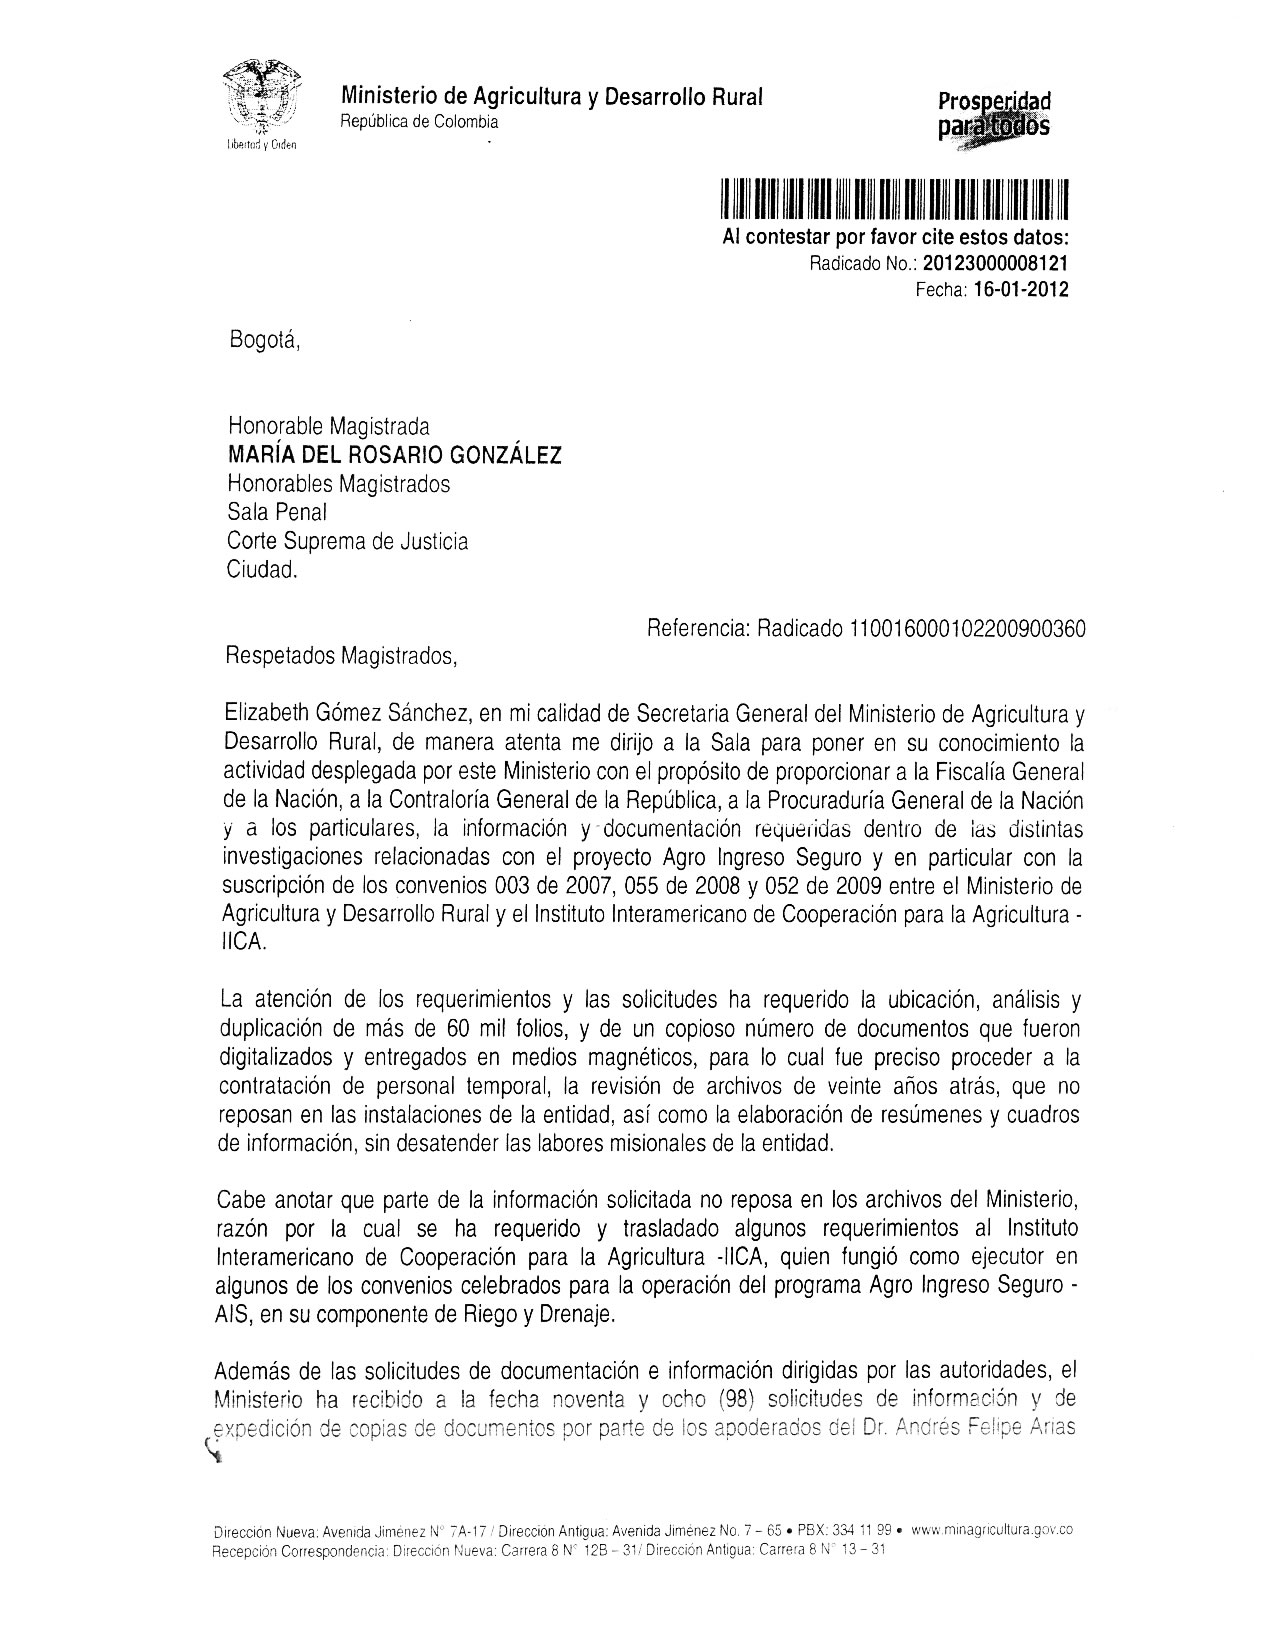 Libertad y Orden
Ministerio de Agricultura y Desarrollo Rural
República de Colombia
Prosperidad
para todos
Al contestar por favor cite estos datos:
Radicado No.: 20123000008121
Fecha: 16-01-2012
Bogotá,
Honorable Magistrada
MARÍA DEL ROSARIO GONZÁLEZ
Honorables Magistrados
Sala Penal
Corte Suprema de Justicia
Ciudad.
Referencia: Radicado 110016000102200900360
Respetados Magistrados,
Elizabeth Gómez Sánchez, en mi calidad de Secretaria General del Ministerio de Agricultura y
Desarrollo Rural, de manera atenta me dirijo a la Sala para poner en su conocimiento la
actividad desplegada por este Ministerio con el propósito de proporcionar a la Fiscalía General
de la Nación, a la Contraloría General de la República, a la Procuraduría General de la Nación
y a los particulares, la información y documentación requeridas dentro de las distintas
investigaciones relacionadas con el proyecto Agro Ingreso Seguro y en particular con la
suscripción de los convenios 003 de 2007, 055 de 2008 y 052 de 2009 entre el Ministerio de
Agricultura y Desarrollo Rural y el Instituto Interamericano de Cooperación para la Agricultura -
IICA.
La atención de los requerimientos y las solicitudes ha requerido la ubicación, análisis y
duplicación de más de 60 mil folios, y de un copioso número de documentos que fueron
digitalizados y entregados en medios magnéticos, para lo cual fue preciso proceder a la
contratación de personal temporal, la revisión de archivos de veinte años atrás, que no
reposan en las instalaciones de la entidad, así como la elaboración de resúmenes y cuadros
de información, sin desatender las labores misionales de la entidad.
Cabe anotar que parte de la información solicitada no reposa en los archivos del Ministerio,
razón por la cual se ha requerido y trasladado algunos requerimientos al Instituto
Interamericano de Cooperación para la Agricultura -IICA, quien fungió como ejecutor en
algunos de los convenios celebrados para la operación del programa Agro Ingreso Seguro -
AIS, en su componente de Riego y Drenaje.
Además de las solicitudes de documentación e información dirigidas por las autoridades, el
Ministerio ha recibido a la fecha noventa y ocho (98) solicitudes de información y de
expedición de copias de documentos por parte de los apoderados del Dr. Andrés Felipe Arias
Dirección Nueva: Avenida Jiménez N° 7A-17 / Dirección Antigua: Avenida Jiménez No. 7 – 65 • PBX: 334 11 99 • www.minagricultura.gov.co
Recepción Correspondencia: Dirección Nueva: Carrera 8 N° 12B – 31/ Dirección Antigua: Carrera 8 N° 13 – 31